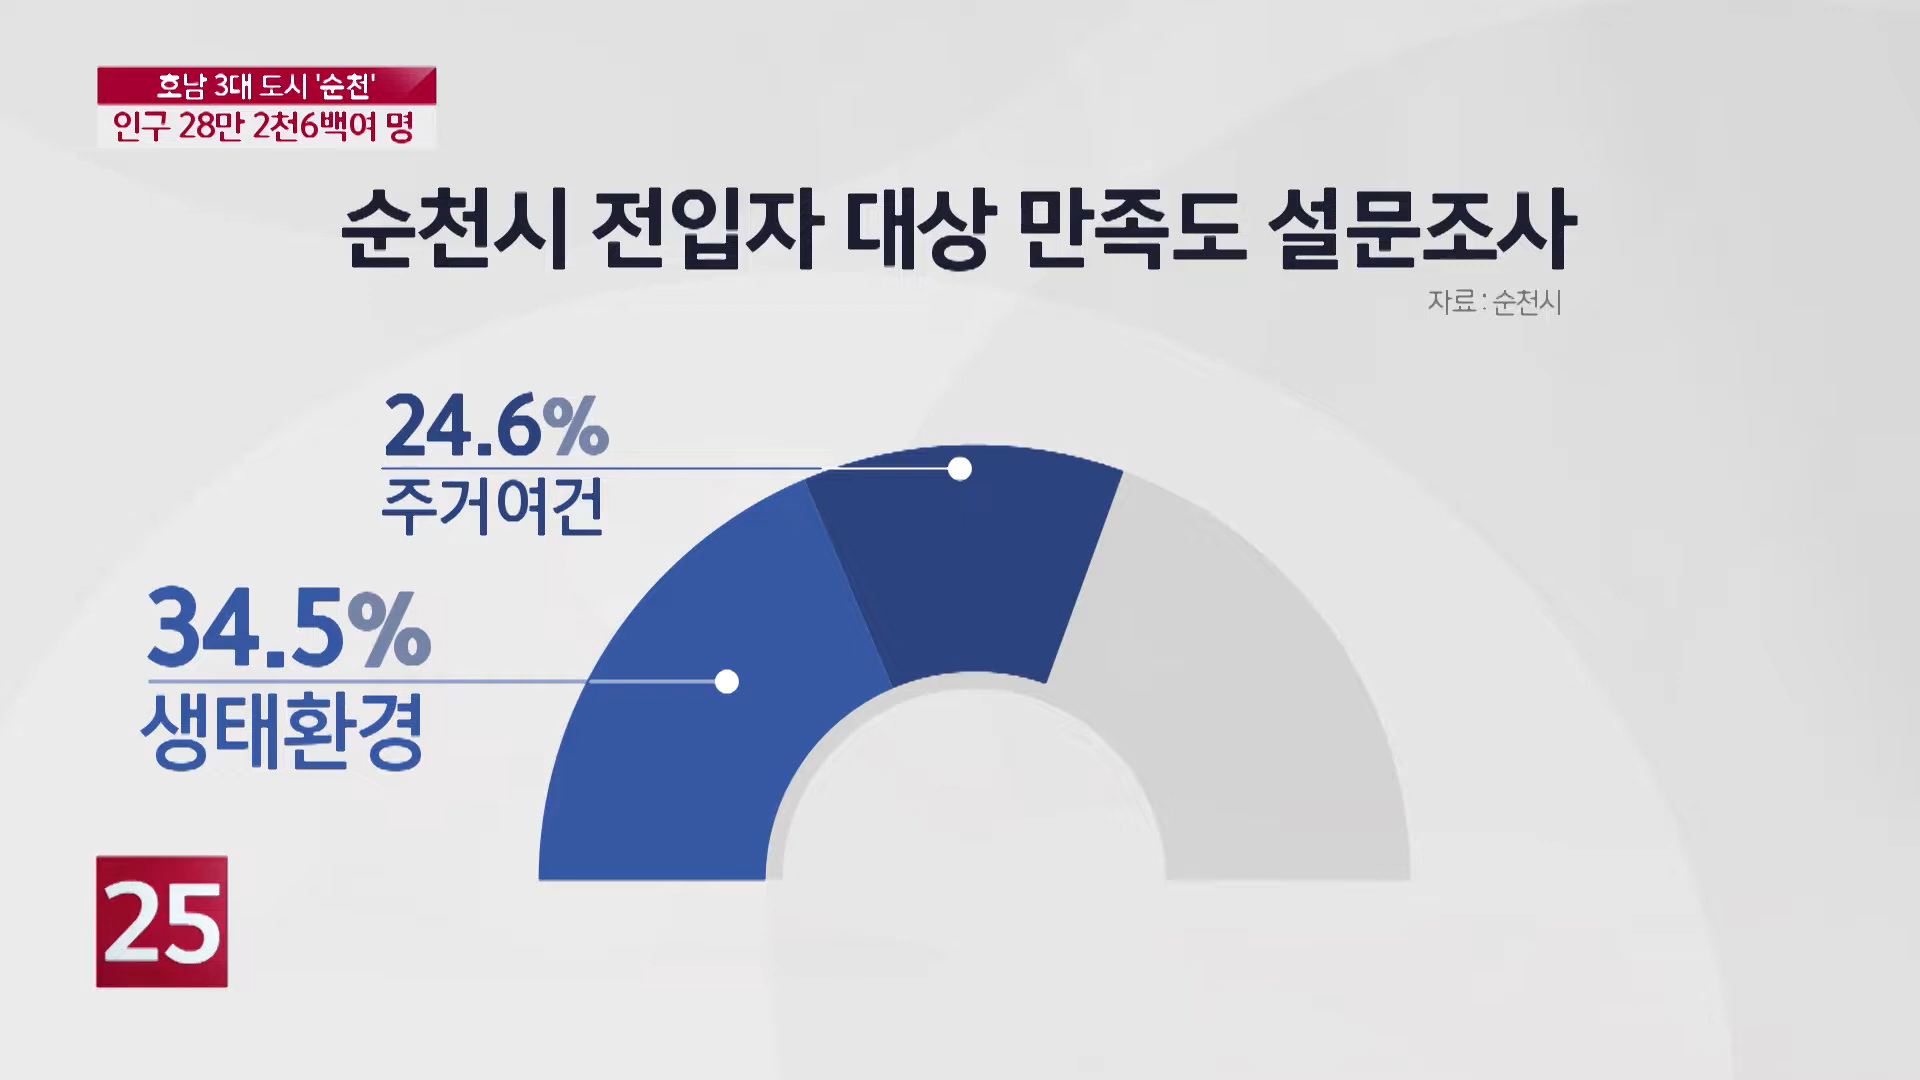 호남 3대 도시 '순천'
인구 28만 2천6백여 명
순천시 전입자 대상 만족도 설문조사
자료 : 순천시
24.6%
주거여건
34.5%
생태환경
25